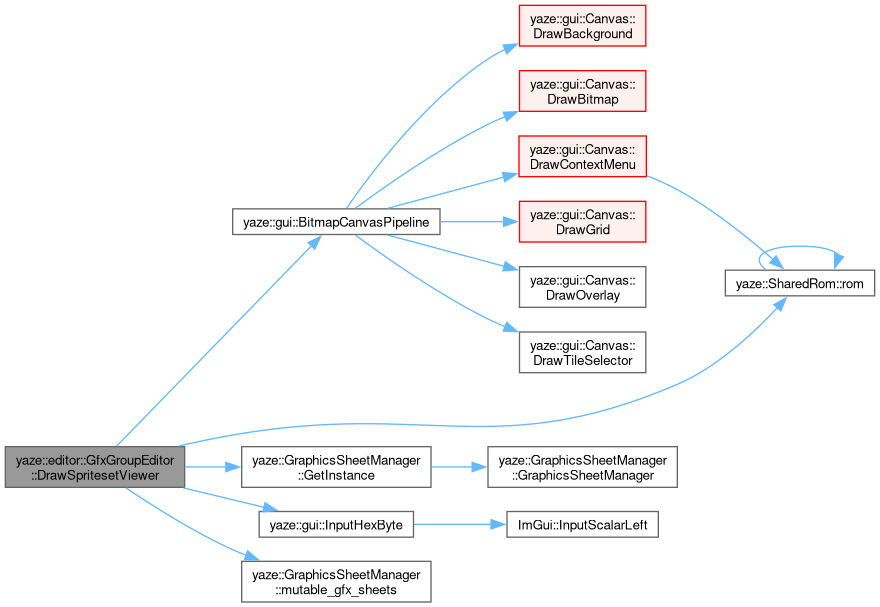 yaze::gui::Canvas::
DrawBackground
yaze::gui::Canvas::
DrawBitmap
yaze::gui::Canvas::
DrawContextMenu
yaze::gui::BitmapCanvasPipeline
yaze::gui::Canvas::
DrawGrid
yaze::gui::Canvas::
DrawOverlay
yaze::SharedRom::rom
yaze::gui::Canvas::
DrawTileSelector
yaze::editor::GfxGroupEditor
::DrawSpritesetViewer
yaze::GraphicsSheetManager
::GetInstance
yaze::GraphicsSheetManager
::GraphicsSheetManager
yaze::gui::InputHexByte
ImGui::InputScalarLeft
yaze::GraphicsSheetManager
::mutable_gfx_sheets